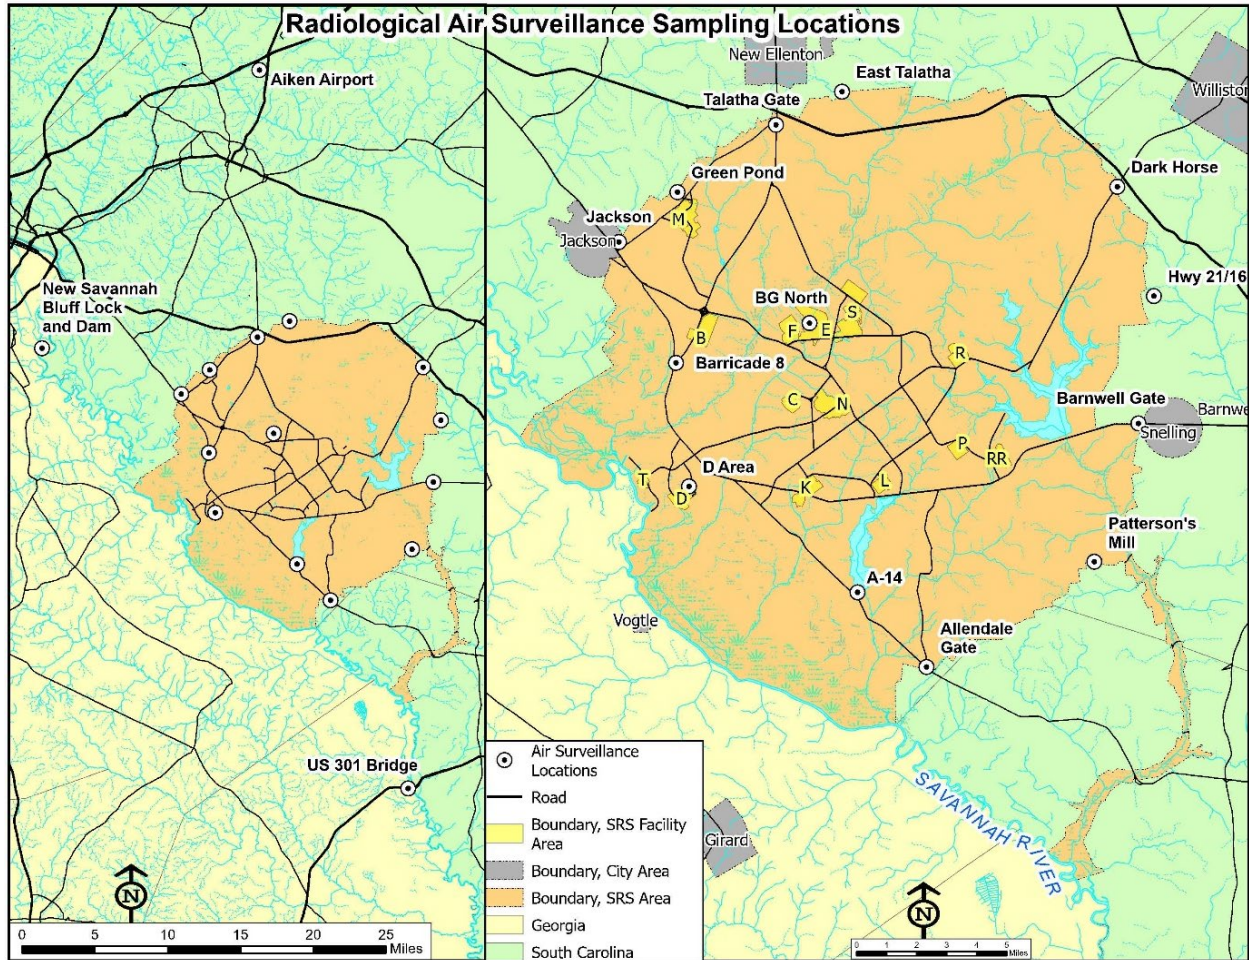 Radiological Air Surveillance Sampling Locations
Aiken Airport
New Savannah
Bluff Lock
and Dam
US 301 Bridge
N
0 5 10 15 20 25
Miles
New Ellenton
East Talatha
Talatha Gate
Williston
Dark Horse
Green Pond
M
Jackson
Jackson
Hwy 21/167
BG North
S
F
E
B
R
Barricade 8
C
N
Barnwell Gate
Barnwe
Snelling
P
RR
T
D Area
D
K
L
Patterson's
Mill
A-14
Vogtle
Allendale
Gate
SAVANNAH RIVER
Girard
N
0 1 2 3 4 5
Miles
Air Surveillance
Locations
Road
Boundary, SRS Facility
Area
Boundary, City Area
Boundary, SRS Area
Georgia
South Carolina